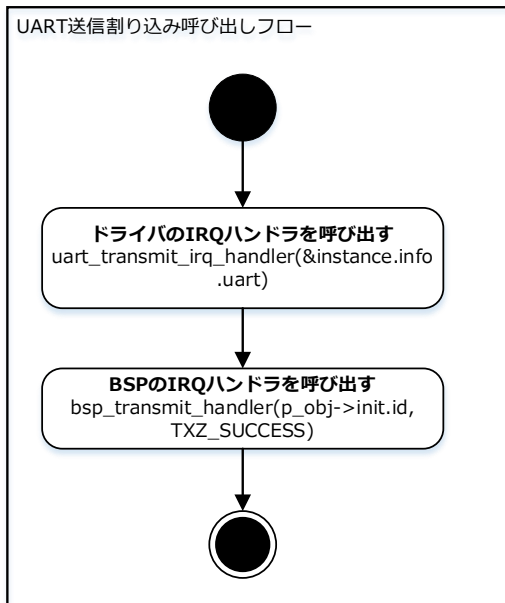 UART送信割り込み呼び出しフロー
ドライバのIRQハンドラを呼び出す
uart_transmit_irq_handler(&instance.info
.uart)
BSPのIRQハンドラを呼び出す
bsp_transmit_handler(p_obj->init.id,
TXZ_SUCCESS)